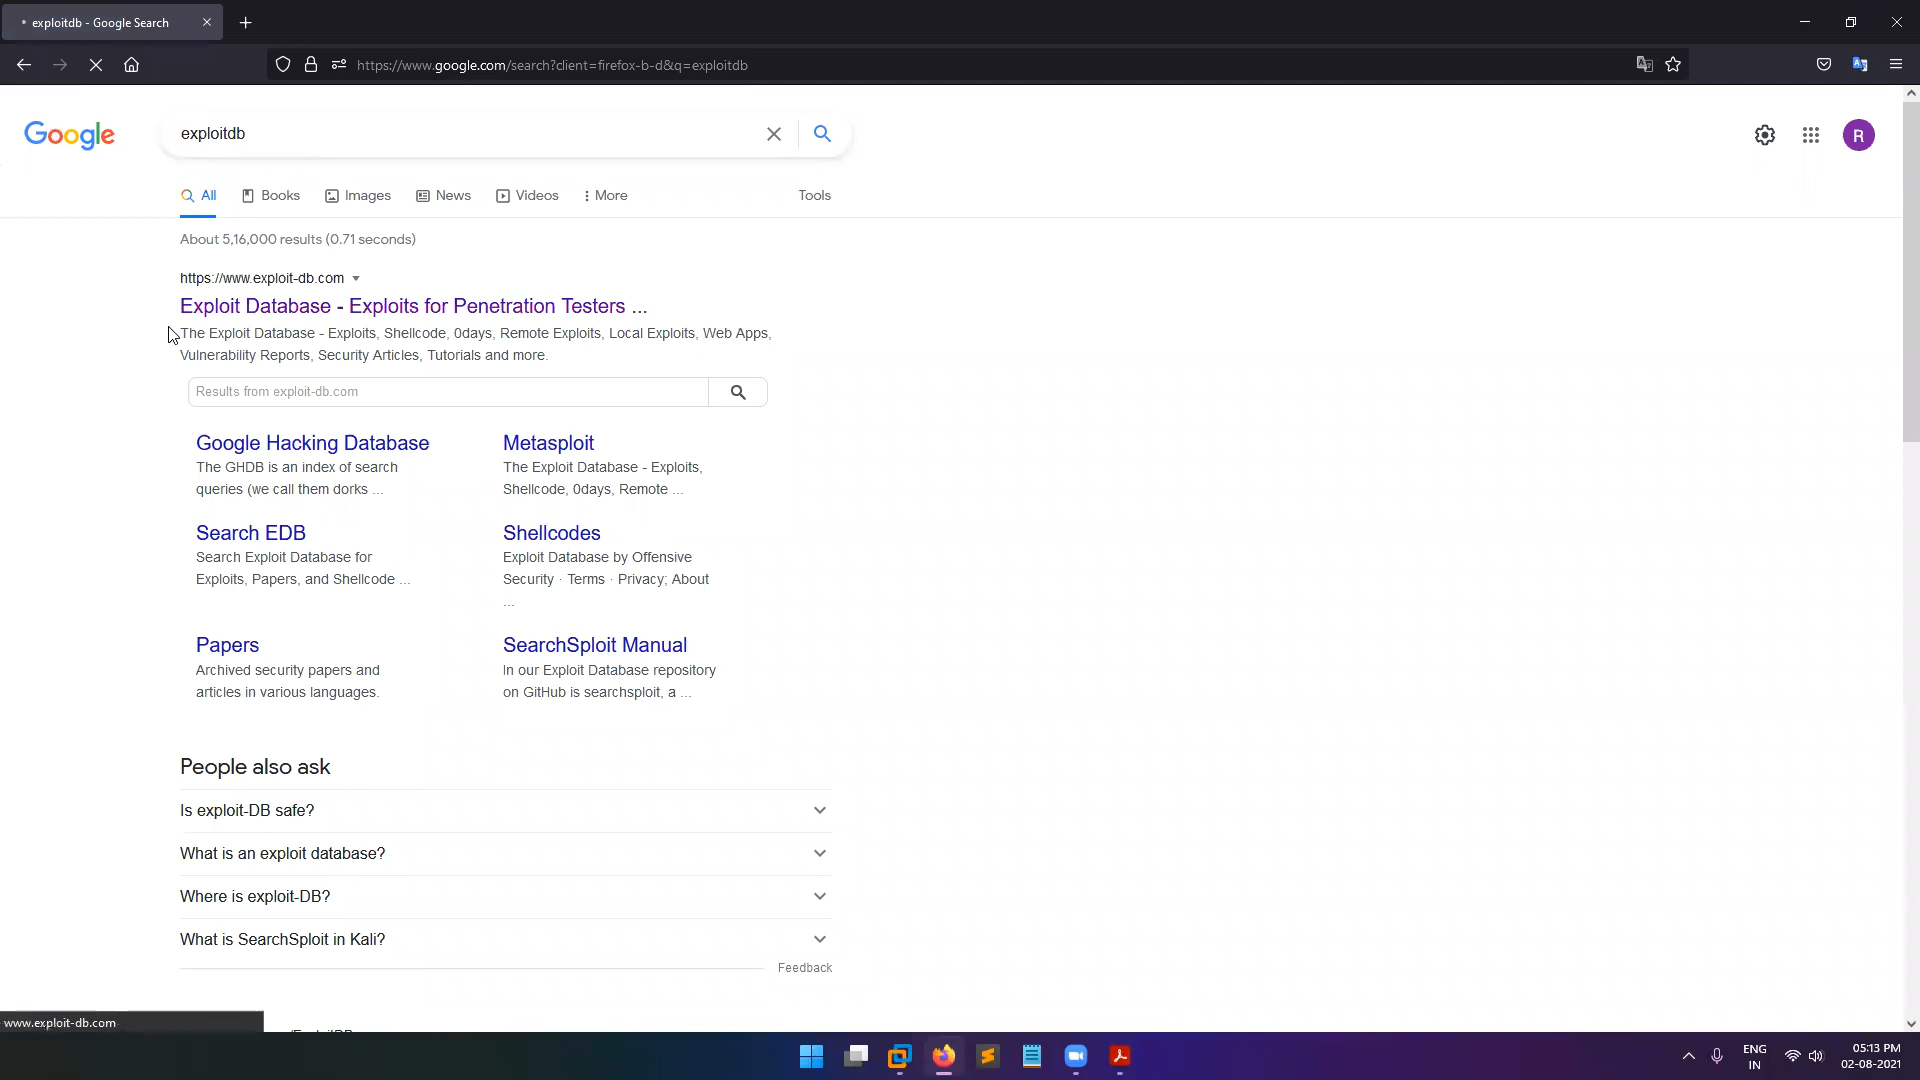 exploitdb - Google Search
https://www.google.com/search?client=firefox-b-d&q=exploitdb
Google
exploitdb
R
All
Books
Images
News
Videos
More
Tools
About 5,16,000 results (0.71 seconds)
https://www.exploit-db.com
Exploit Database - Exploits for Penetration Testers ...
The Exploit Database - Exploits, Shellcode, 0days, Remote Exploits, Local Exploits, Web Apps,
Vulnerability Reports, Security Articles, Tutorials and more.
Results from exploit-db.com
Google Hacking Database
The GHDB is an index of search
queries (we call them dorks ...
Metasploit
The Exploit Database - Exploits,
Shellcode, 0days, Remote ...
Search EDB
Search Exploit Database for
Exploits, Papers, and Shellcode ...
Shellcodes
Exploit Database by Offensive
Security · Terms · Privacy; About
...
Papers
Archived security papers and
articles in various languages.
SearchSploit Manual
In our Exploit Database repository
on GitHub is searchsploit, a ...
People also ask
Is exploit-DB safe?
What is an exploit database?
Where is exploit-DB?
What is SearchSploit in Kali?
Feedback
www.exploit-db.com
ENG
IN
05:13 PM
02-08-2021